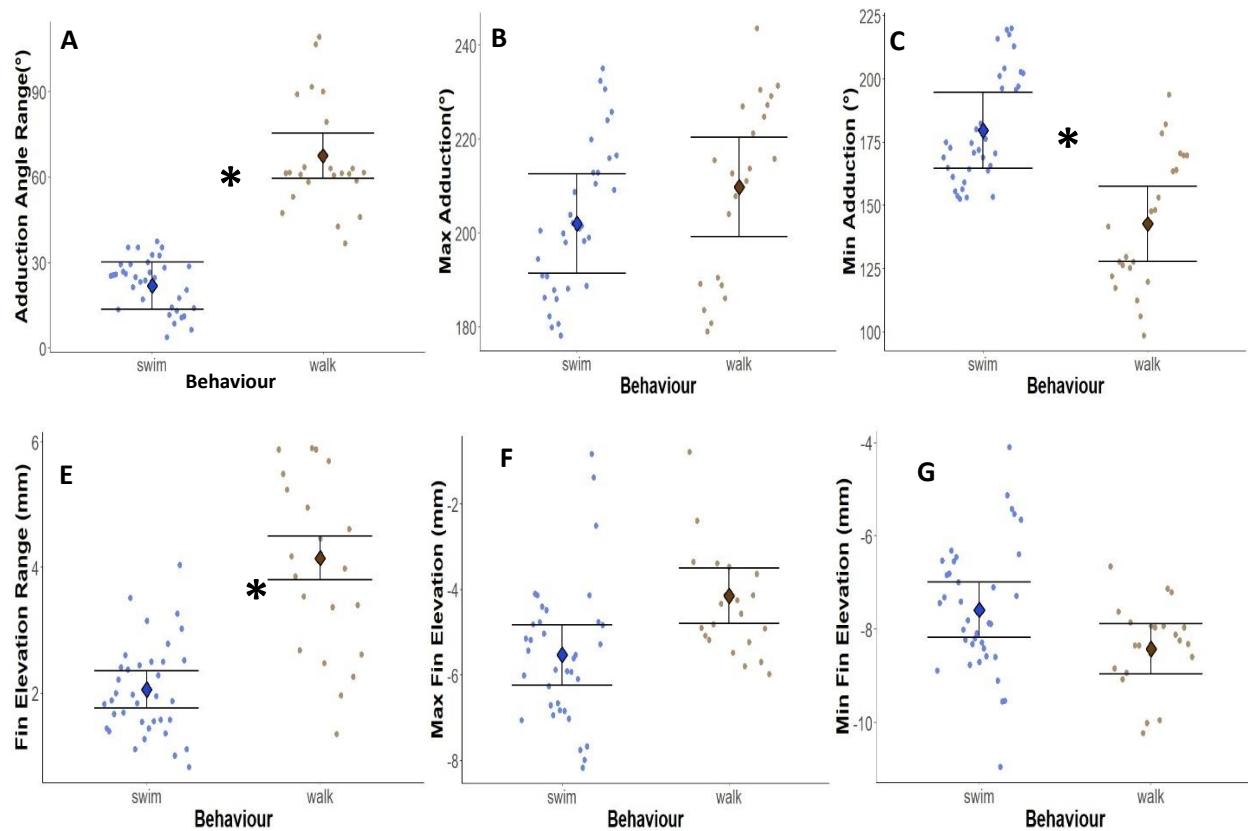 A
Adduction Angle Range(°)
90
60
30
0
*
swim
walk
Behaviour
B
Max Adduction(°)
240
220
200
180
swim
walk
Behaviour
C
Min Adduction (°)
225
200
175
150
125
100
*
swim
walk
Behaviour
E
Fin Elevation Range (mm)
6
4
2
*
swim
walk
Behaviour
F
Max Fin Elevation (mm)
-2
-4
-6
-8
swim
walk
Behaviour
G
Min Fin Elevation (mm)
-4
-6
-8
-10
swim
walk
Behaviour